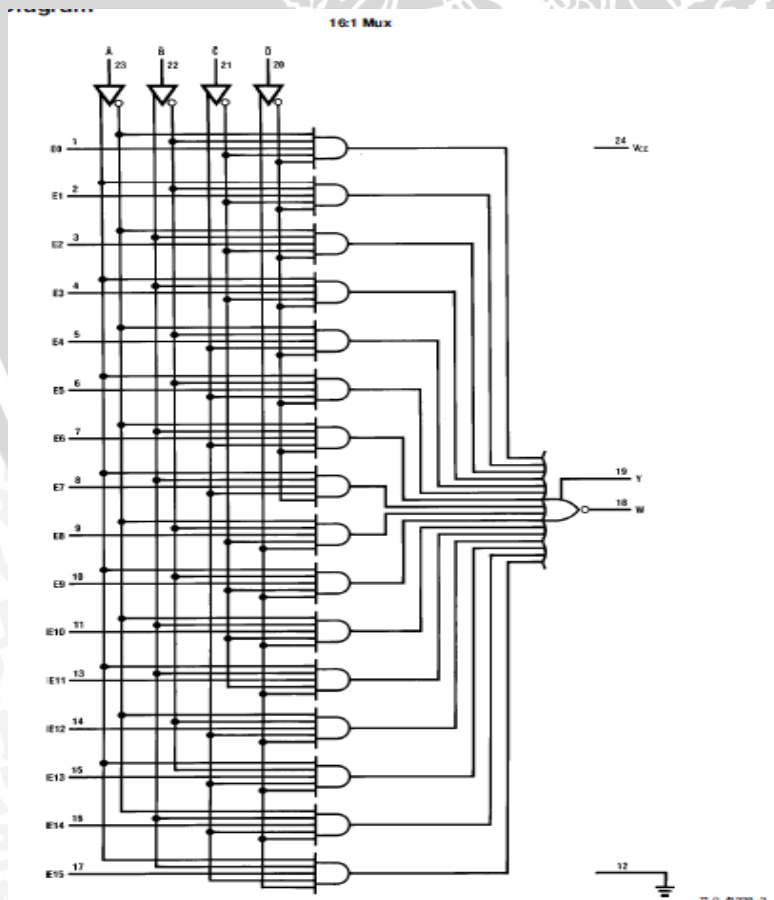 16:1 Mux
A B C D
23 22 21 20
E0 1
24 Vcc
E1 2
E2 3
E3 4
E4 5
E5 6
E6 7
19 Y
E7 8
18 W
E8 9
E9 10
E10 11
E11 13
E12 14
E13 15
E14 16
E15 17
12